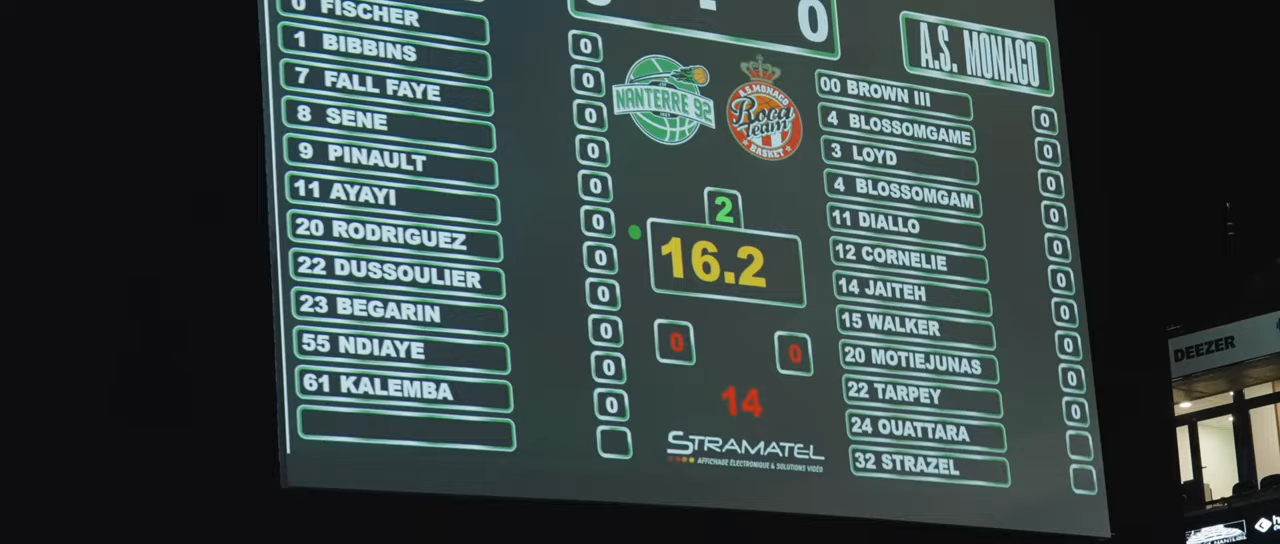 0 FISCHER 0
1 BIBBINS 0
7 FALL FAYE 0
8 SENE 0
9 PINAULT 0
11 AYAYI 0
20 RODRIGUEZ 0
22 DUSSOULIER 0
23 BEGARIN 0
55 NDIAYE 0
61 KALEMBA 0
0
NANTERRE 92
A.S.MONACO
Roca
Team
BASKET
2
16.2
0 0
14
STRAMATEL
AFFICHAGE ÉLECTRONIQUE & SOLUTIONS VIDÉO
A.S. MONACO
00 BROWN III 0
4 BLOSSOMGAME 0
3 LOYD 0
4 BLOSSOMGAM 0
11 DIALLO 0
12 CORNELIE 0
14 JAITEH 0
15 WALKER 0
20 MOTIEJUNAS 0
22 TARPEY 0
24 OUATTARA
32 STRAZEL
DEEZER